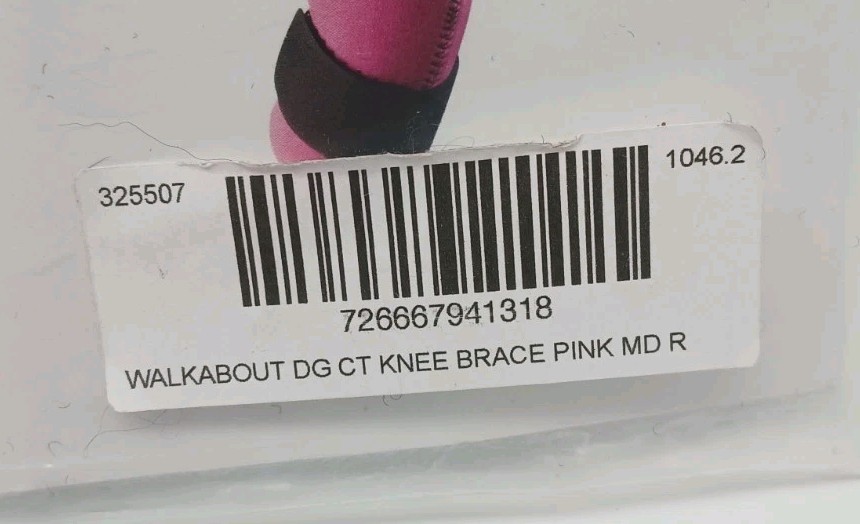 325507
1046.2
726667941318
WALKABOUT DG CT KNEE BRACE PINK MD R